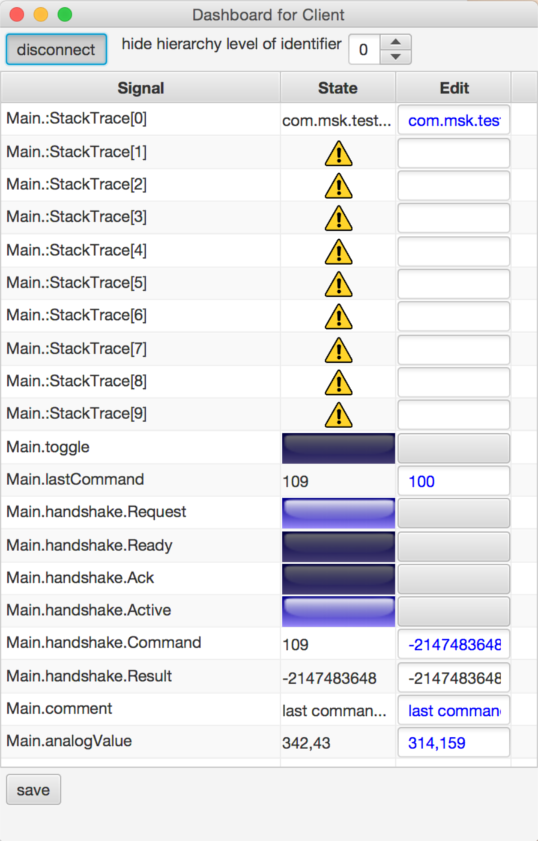 Dashboard for Client
disconnect hide hierarchy level of identifier 0
Signal State Edit
Main.:StackTrace[0] com.msk.test... com.msk.tes
Main.:StackTrace[1]
Main.:StackTrace[2]
Main.:StackTrace[3]
Main.:StackTrace[4]
Main.:StackTrace[5]
Main.:StackTrace[6]
Main.:StackTrace[7]
Main.:StackTrace[8]
Main.:StackTrace[9]
Main.toggle
Main.lastCommand 109 100
Main.handshake.Request
Main.handshake.Ready
Main.handshake.Ack
Main.handshake.Active
Main.handshake.Command 109 -2147483648
Main.handshake.Result -2147483648 -2147483648
Main.comment last comman... last comman
Main.analogValue 342,43 314,159
save